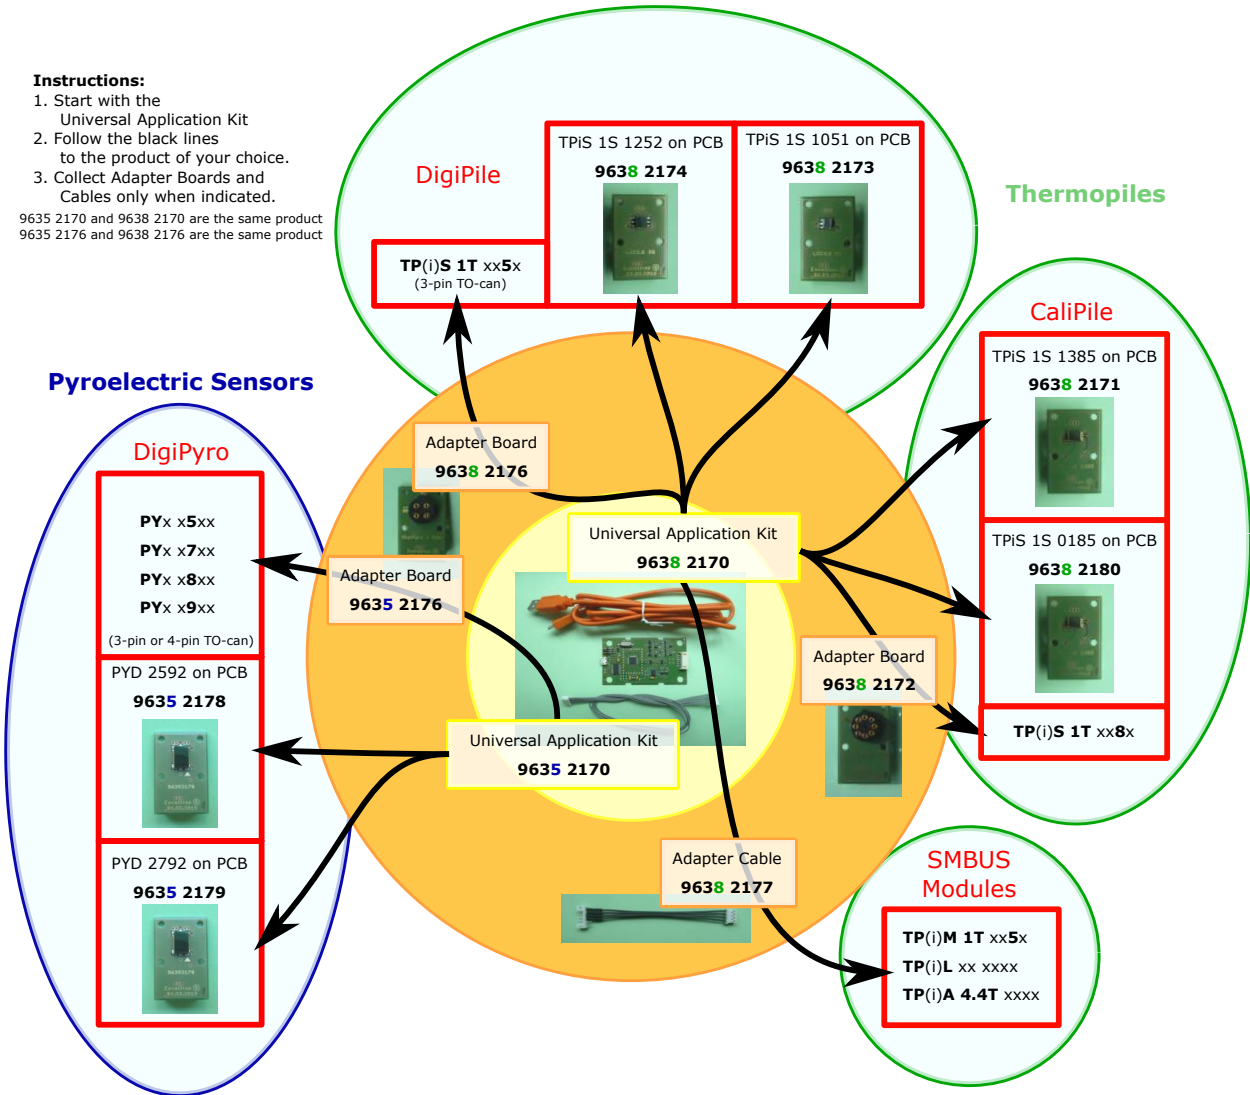 Instructions:
1. Start with the
Universal Application Kit
2. Follow the black lines
to the product of your choice.
3. Collect Adapter Boards and
Cables only when indicated.
9635 2170 and 9638 2170 are the same product
9635 2176 and 9638 2176 are the same product
DigiPile
TP(i)S 1T xx5x
(3-pin TO-can)
TPiS 1S 1252 on PCB
9638 2174
TPiS 1S 1051 on PCB
9638 2173
Thermopiles
CaliPile
TPiS 1S 1385 on PCB
9638 2171
TPiS 1S 0185 on PCB
9638 2180
TP(i)S 1T xx8x
Pyroelectric Sensors
DigiPyro
PYx x5xx
PYx x7xx
PYx x8xx
PYx x9xx
(3-pin or 4-pin TO-can)
PYD 2592 on PCB
9635 2178
PYD 2792 on PCB
9635 2179
Adapter Board
9638 2176
Adapter Board
9635 2176
Universal Application Kit
9638 2170
Universal Application Kit
9635 2170
Adapter Board
9638 2172
Adapter Cable
9638 2177
SMBUS
Modules
TP(i)M 1T xx5x
TP(i)L xx xxxx
TP(i)A 4.4T xxxx